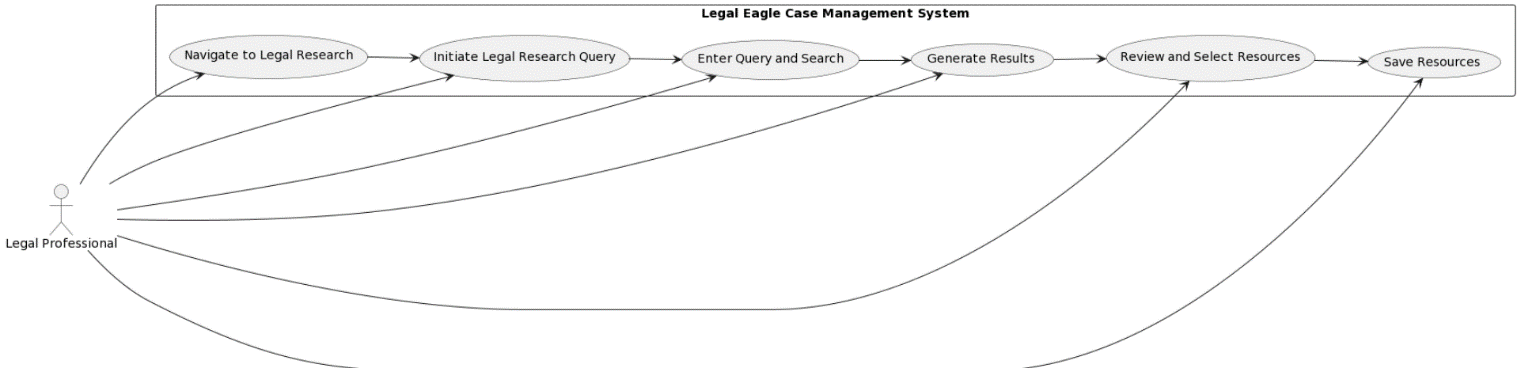 Legal Eagle Case Management System
Navigate to Legal Research
Initiate Legal Research Query
Enter Query and Search
Generate Results
Review and Select Resources
Save Resources
Legal Professional